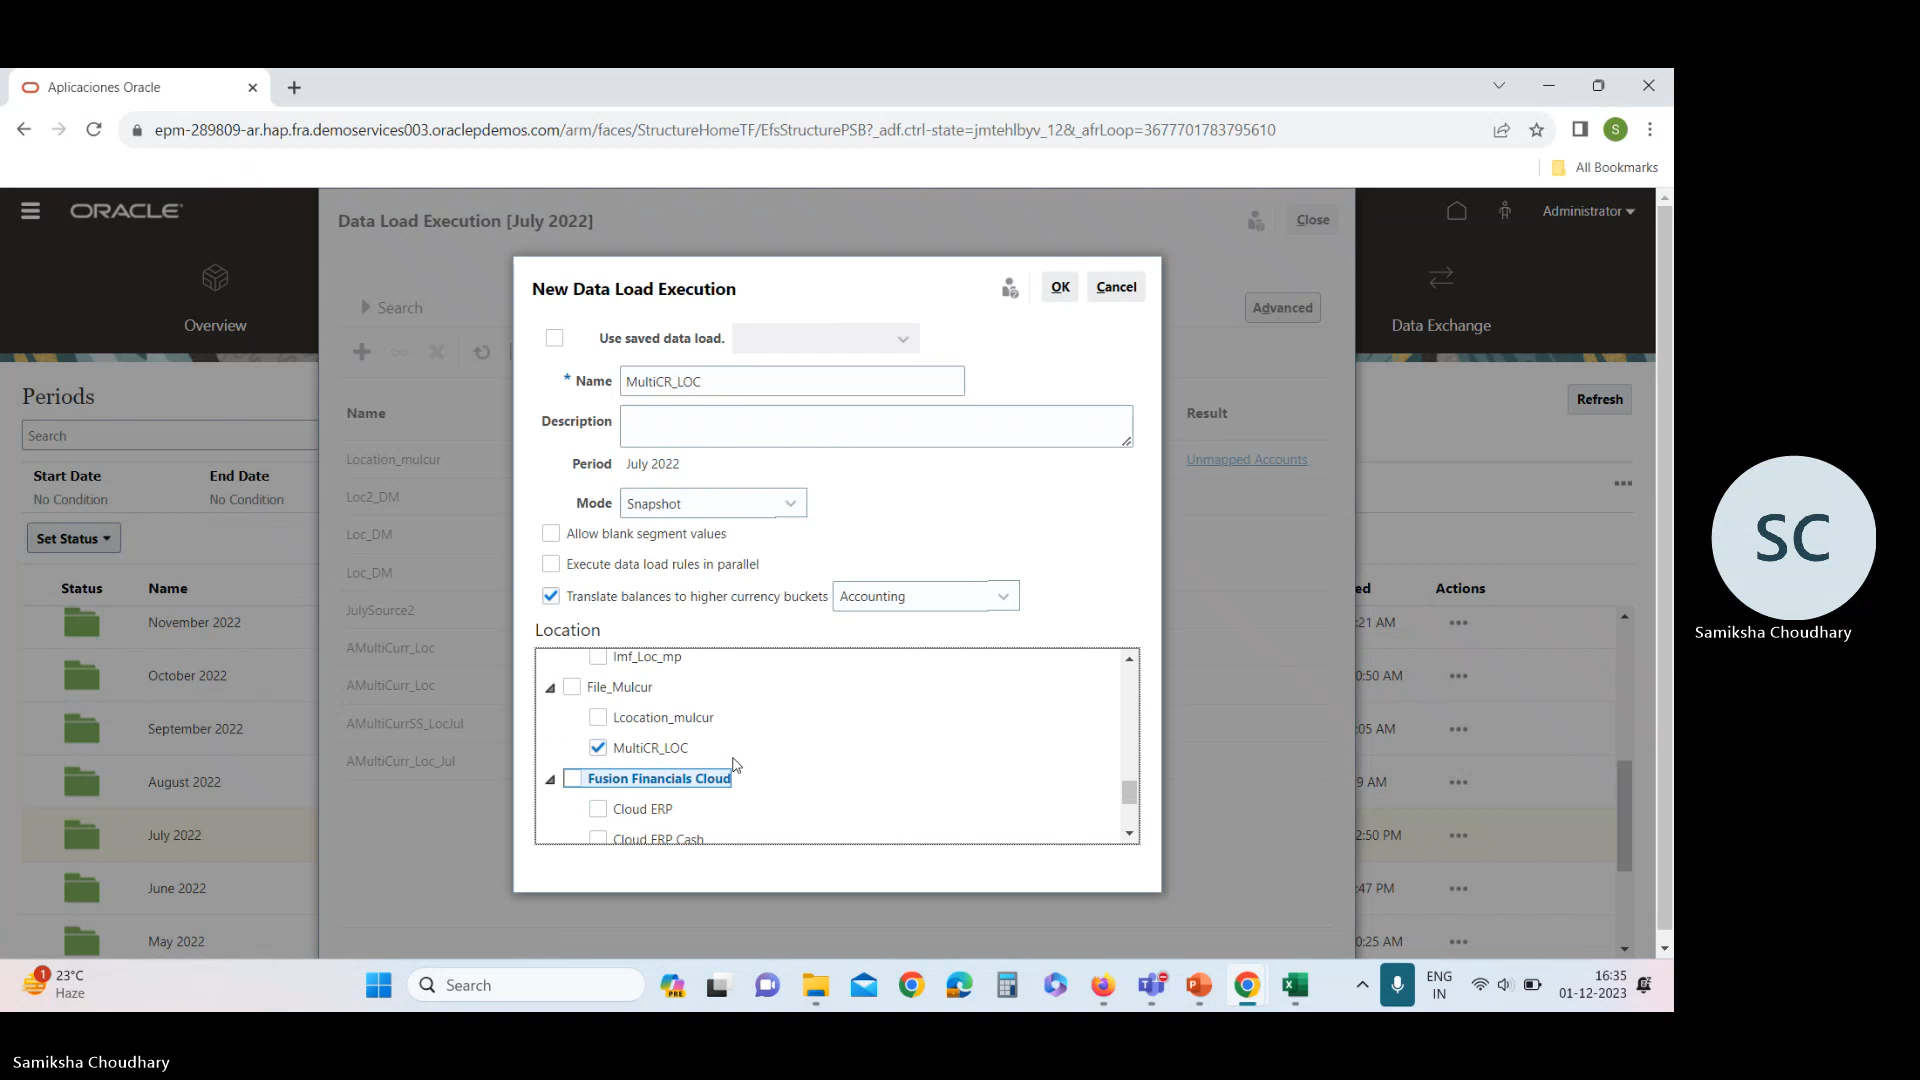 Aplicaciones Oracle
epm-289809-ar.hap.fra.demoservices003.oraclepdemos.com/arm/faces/StructureHomeTF/EfsStructurePSB?_adf.ctrl-state=jmtehlbyv_12&_afrLoop=3677701783795610
S
All Bookmarks
ORACLE
Data Load Execution [July 2022]
Close
Administrator
Overview
Search
Advanced
Data Exchange
New Data Load Execution
OK
Cancel
Use saved data load.
* Name
MultiCR_LOC
Description
Period
July 2022
Mode
Snapshot
Allow blank segment values
Execute data load rules in parallel
Translate balances to higher currency buckets
Accounting
Location
Imf_Loc_mp
File_Mulcur
Lcocation_mulcur
MultiCR_LOC
Fusion Financials Cloud
Cloud ERP
Cloud ERP Cash
Periods
Search
Start Date
End Date
No Condition
No Condition
Set Status
Status
Name
November 2022
October 2022
September 2022
August 2022
July 2022
June 2022
May 2022
Name
Location_mulcur
Loc2_DM
Loc_DM
Loc_DM
JulySource2
AMultiCurr_Loc
AMultiCurr_Loc
AMultiCurrSS_LocJul
AMultiCurr_Loc_Jul
Result
Unmapped Accounts
Refresh
ed
Actions
:21 AM
0:50 AM
:05 AM
9 AM
2:50 PM
:47 PM
0:25 AM
1
23°C
Haze
Search
PRE
ENG
IN
16:35
01-12-2023
SC
Samiksha Choudhary
Samiksha Choudhary